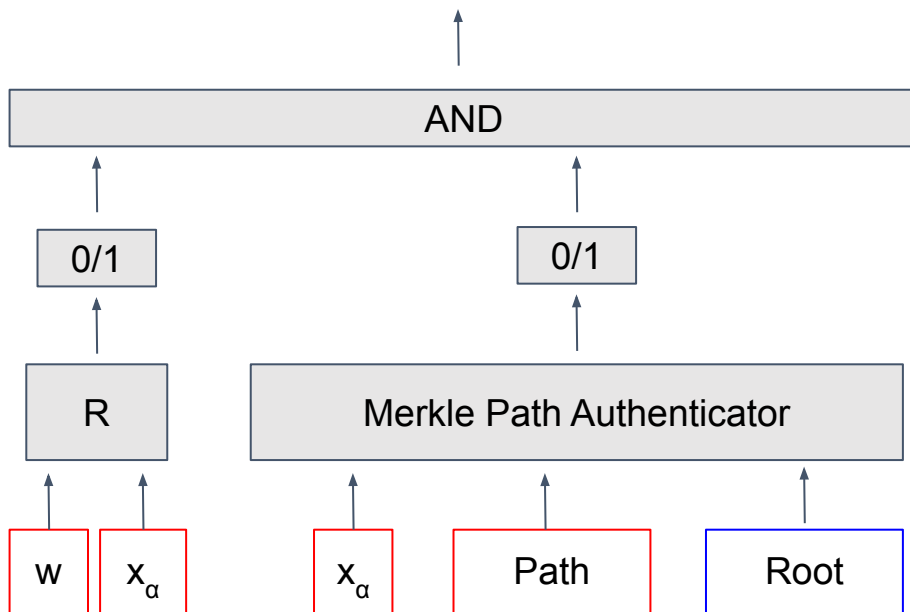 AND
0/1 0/1
R Merkle Path Authenticator
w xα xα Path Root